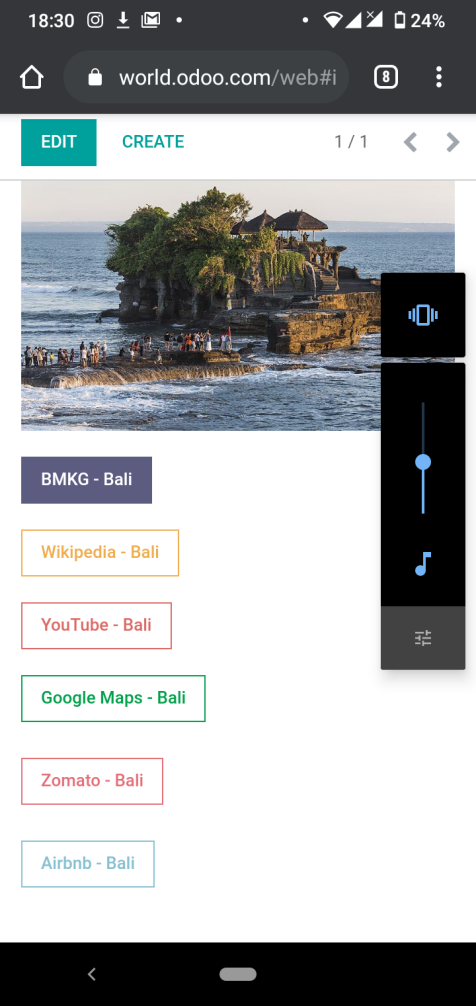 18:30
24%
world.odoo.com/web#i
8
EDIT
CREATE
1 / 1
BMKG - Bali
Wikipedia - Bali
YouTube - Bali
Google Maps - Bali
Zomato - Bali
Airbnb - Bali